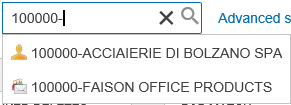 100000-
Advanced s
100000-ACCIAIERIE DI BOLZANO SPA
100000-FAISON OFFICE PRODUCTS